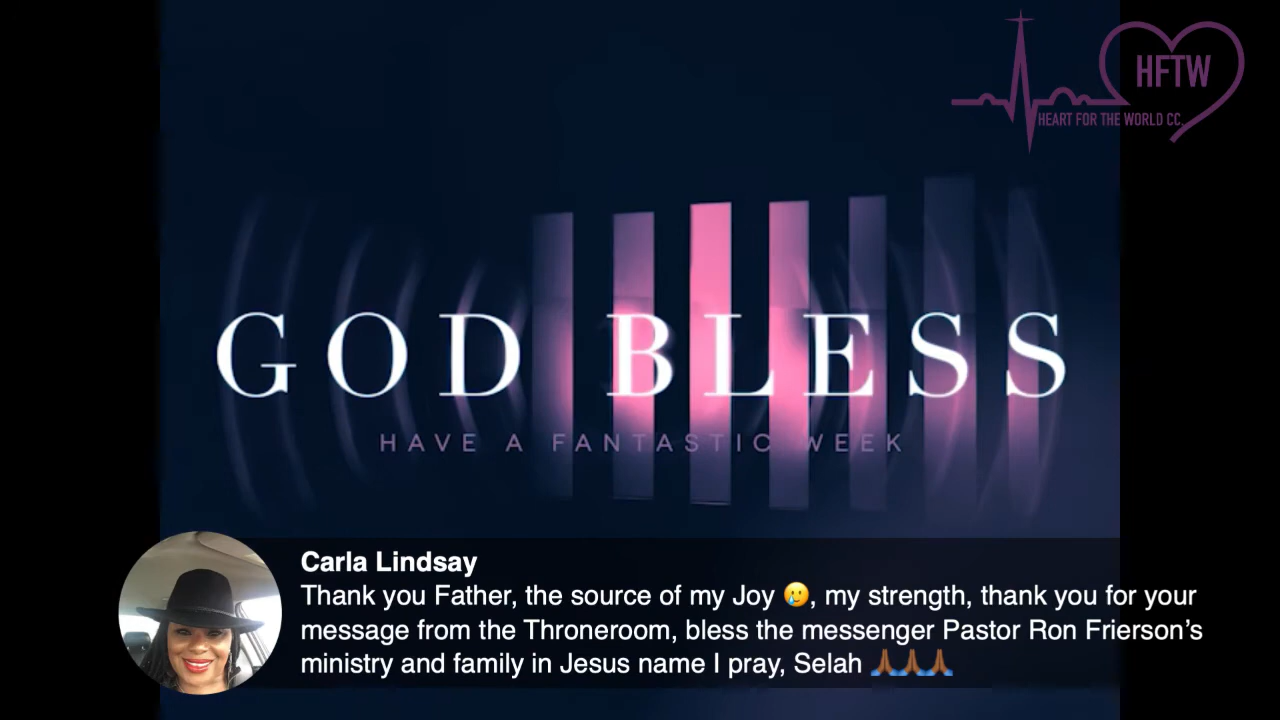 HFTW
HEART FOR THE WORLD CC.
GOD BLESS
HAVE A FANTASTIC WEEK
Carla Lindsay
Thank you Father, the source of my Joy 🥲, my strength, thank you for your
message from the Throneroom, bless the messenger Pastor Ron Frierson’s
ministry and family in Jesus name I pray, Selah 🙏🏾🙏🏾🙏🏾